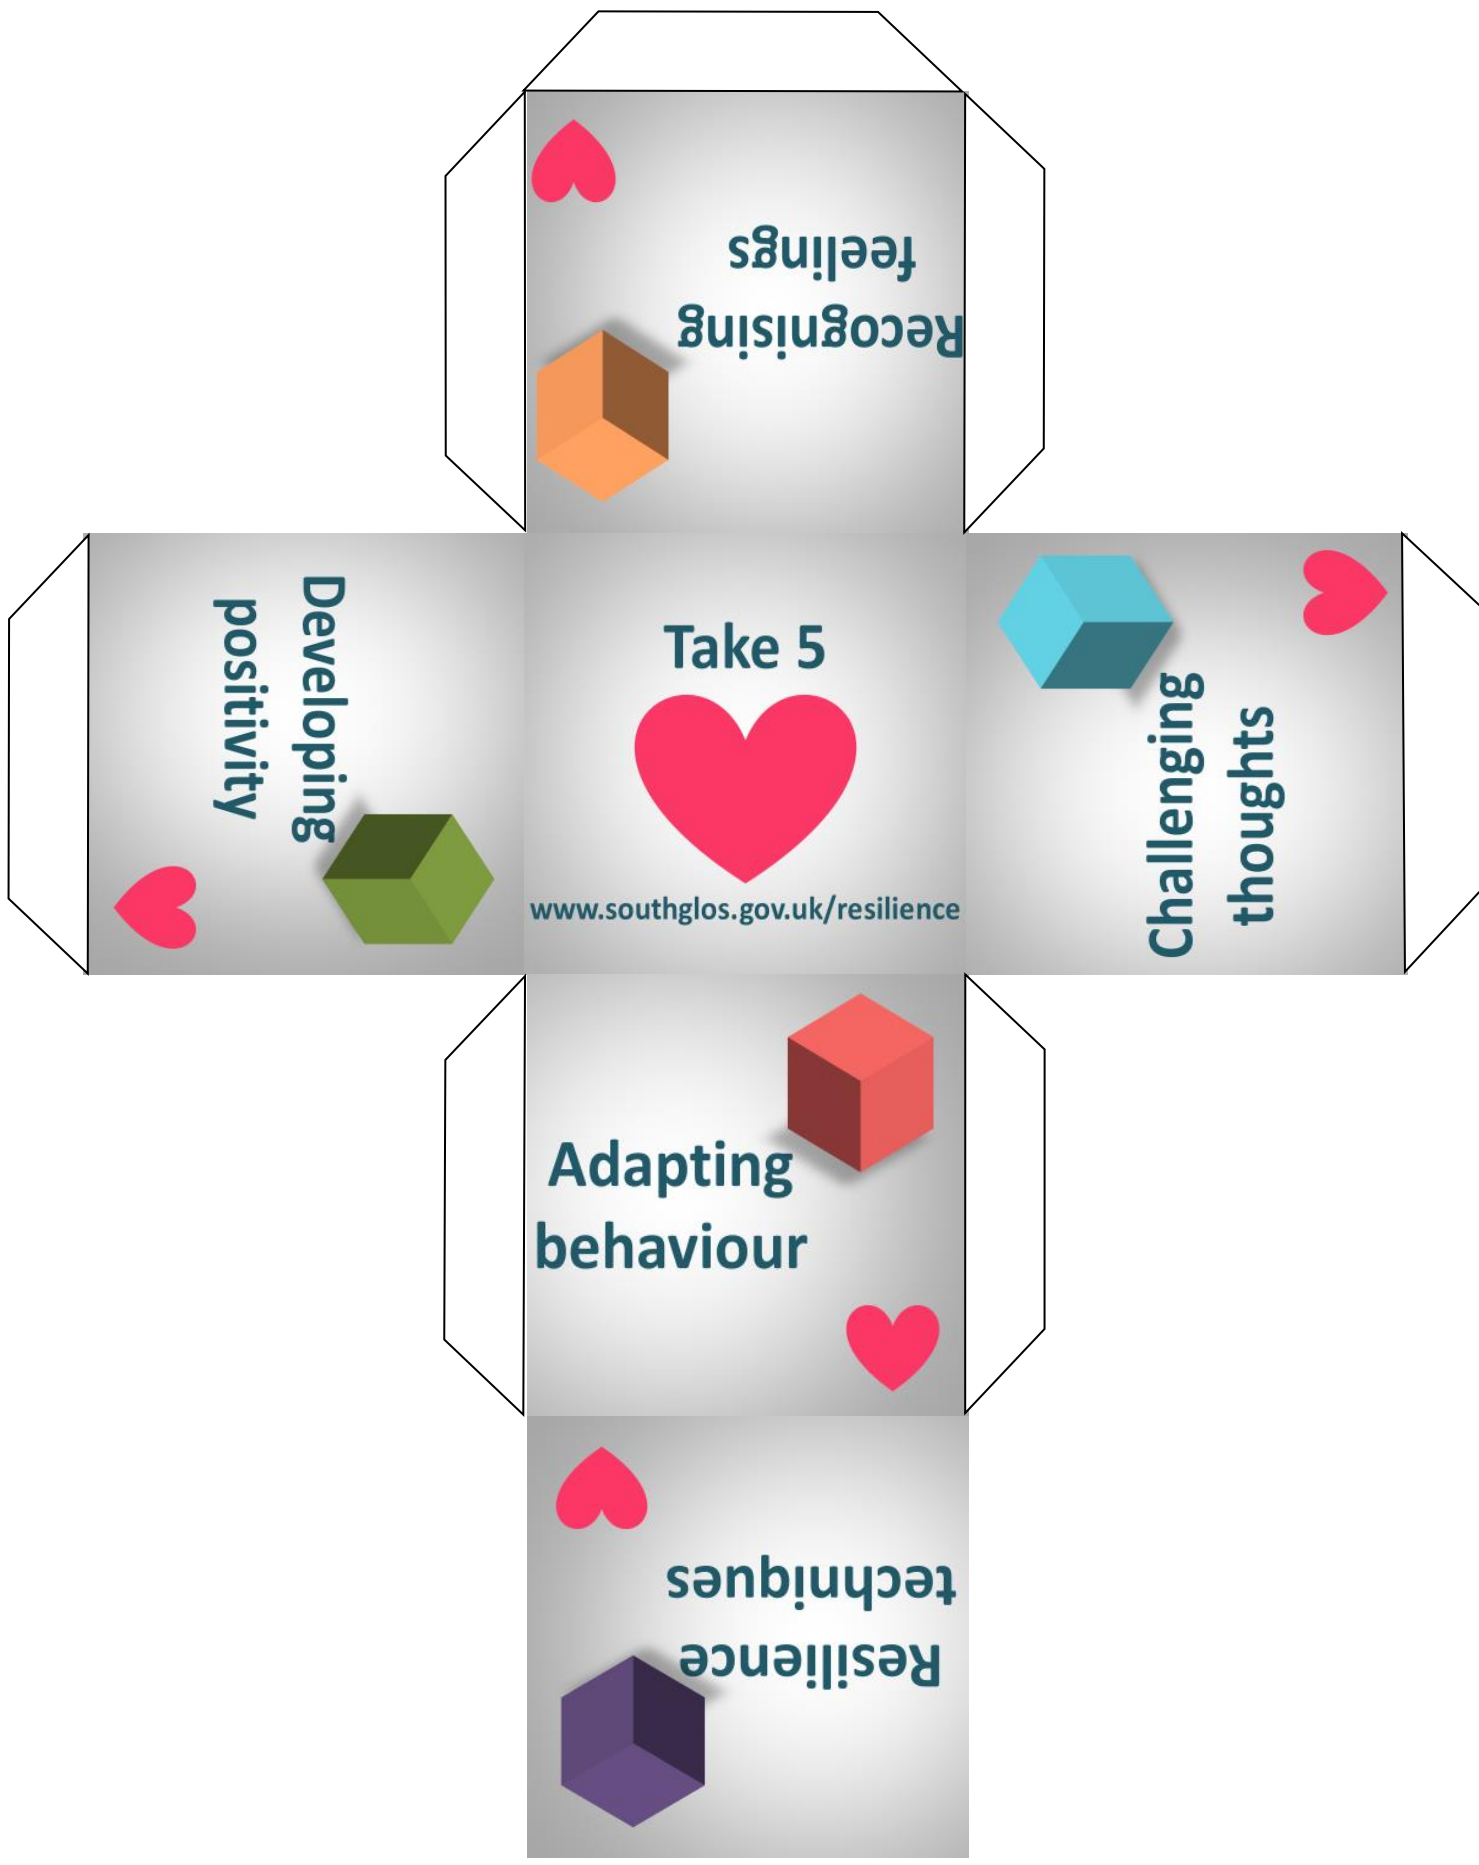 Recognising
feelings
Developing
positivity
Take 5
www.southglos.gov.uk/resilience
Challenging
thoughts
Adapting
behaviour
Resilience
techniques